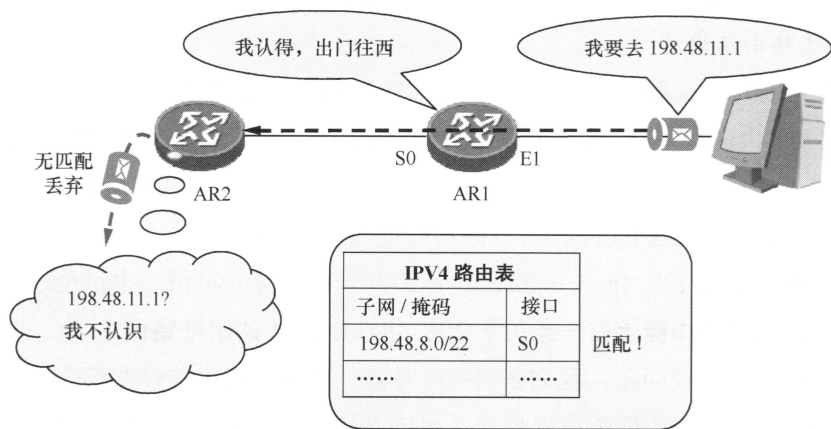 我认得，出门往西
我要去 198.48.11.1
无匹配
丢弃
AR2
S0
E1
AR1
198.48.11.1?
我不认识
IPV4 路由表
子网 / 掩码 接口
198.48.8.0/22 S0
…… ……
匹配！